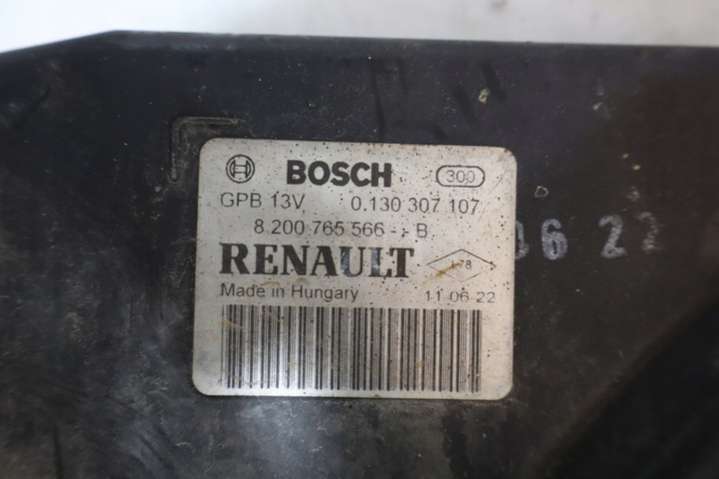 BOSCH 300
GPB 13V 0.130 307 107
8.200 765 566 - - B
RENAULT
Made in Hungary 11.06.22
06 22